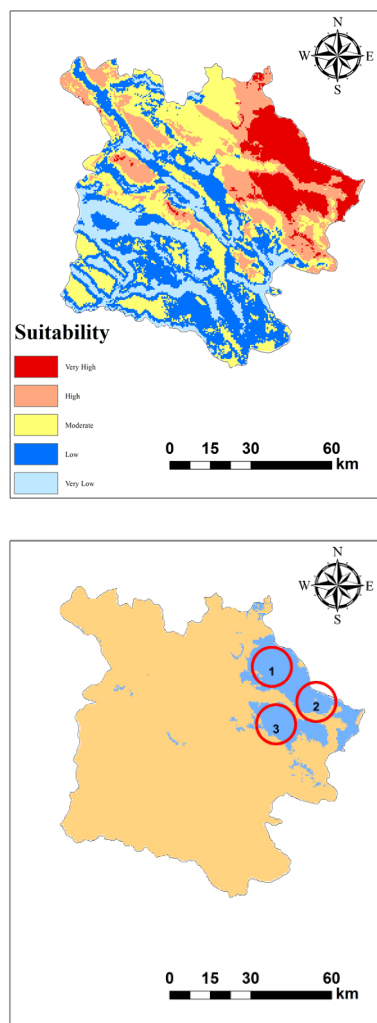 N
W E
S
Suitability
Very High
High
Moderate
Low
Very Low
0 15 30 60
km
N
W E
S
1
2
3
0 15 30 60
km